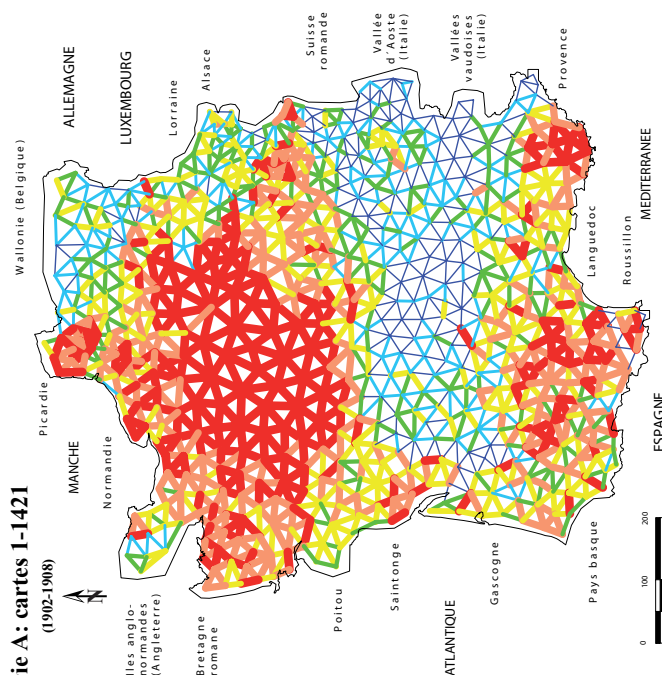 ie A: cartes 1-1421
(1902-1908)
N
Wallonie (Belgique)
ALLEMAGNE
LUXEMBOURG
Lorraine
Alsace
Suisse
romande
Vallée
d'Aoste
(Italie)
Vallées
vaudoises
(Italie)
Provence
Picardie
MANCHE
Normandie
Iles anglo-
normandes
(Angleterre)
Bretagne
romane
Poitou
Saintonge
ATLANTIQUE
Gascogne
Pays basque
ESPAGNE
Roussillon
Languedoc
MEDITERRANEE
0
100
200